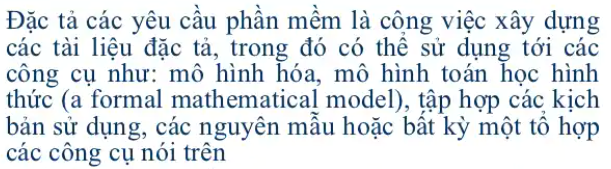 Đặc tả các yêu cầu phần mềm là công việc xây dựng
các tài liệu đặc tả, trong đó có thể sử dụng tới các
công cụ như: mô hình hóa, mô hình toán học hình
thức (a formal mathematical model), tập hợp các kịch
bản sử dụng, các nguyên mẫu hoặc bất kỳ một tổ hợp
các công cụ nói trên